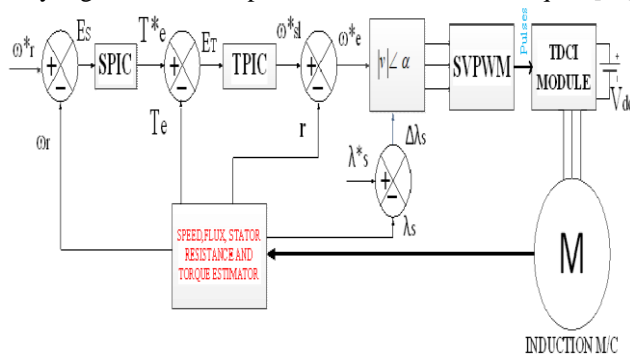 ω*r
Es
SPIC
T*e
ET
TPIC
ω*sl
ω*e
|v|∠ α
SVPWM
Pulses
TDCI
MODULE
Vdc
ωr
Te
r
λ*s
Δλs
λs
SPEED,FLUX, STATOR
RESISTANCE AND
TORQUE ESTIMATOR
M
INDUCTION M/C